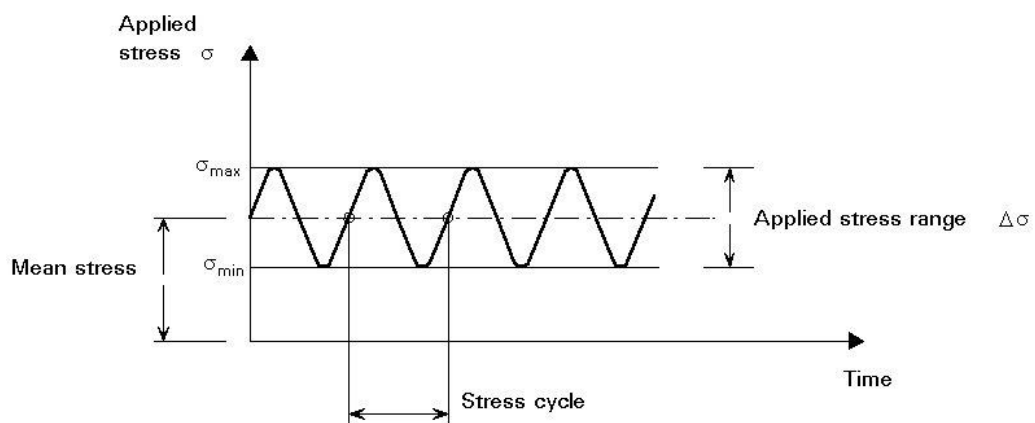 Applied
stress σ
σmax
Applied stress range Δσ
Mean stress
σmin
Time
Stress cycle